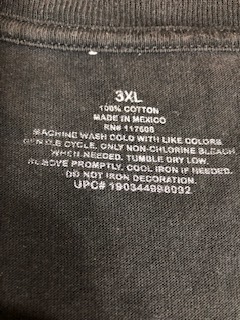 3XL
100% COTTON
MADE IN MEXICO
RN# 117608
MACHINE WASH COLD WITH LIKE COLORS
GENTLE CYCLE, ONLY NON-CHLORINE BLEACH
WHEN NEEDED. TUMBLE DRY LOW.
REMOVE PROMPTLY. COOL IRON IF NEEDED.
DO NOT IRON DECORATION.
UPC# 190344998092